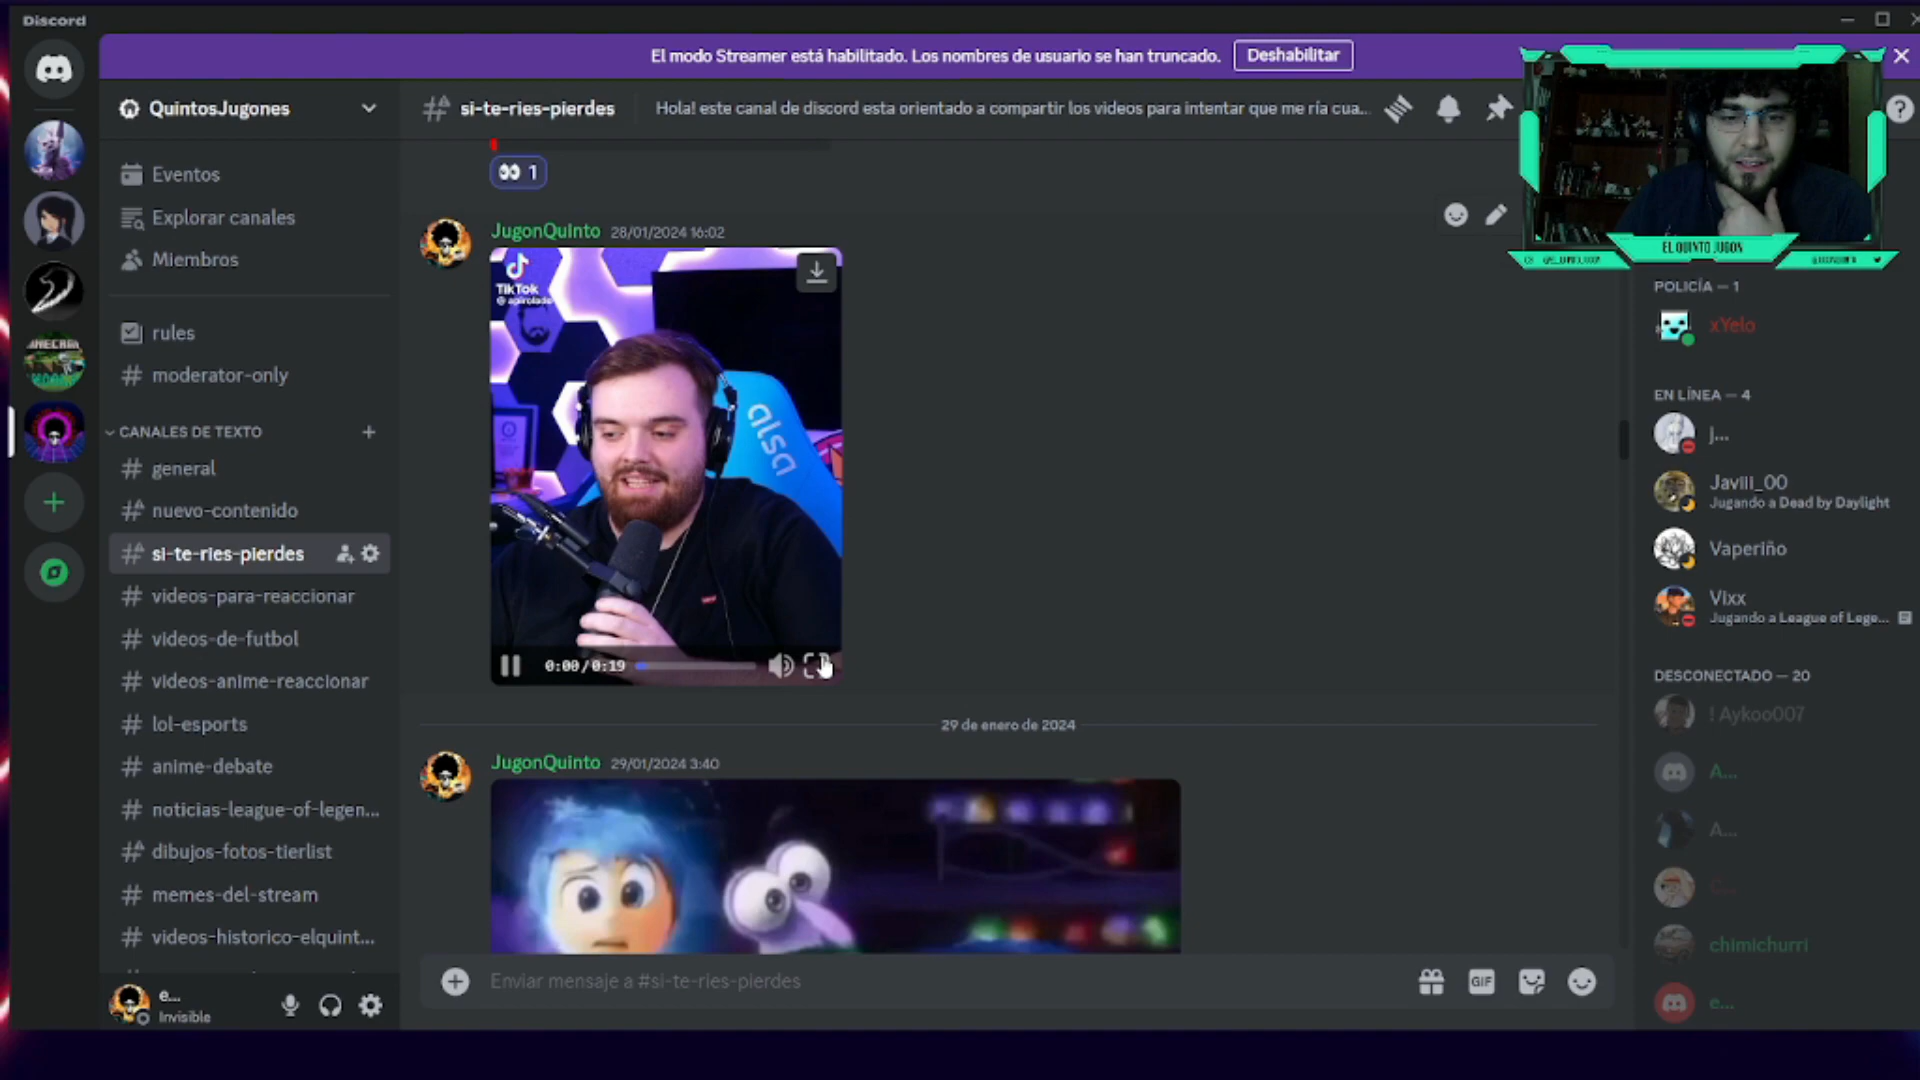 Discord
El modo Streamer está habilitado. Los nombres de usuario se han truncado.
Deshabilitar
QuintosJugones
si-te-ries-pierdes
Hola! este canal de discord esta orientado a compartir los videos para intentar que me ría cua...
Eventos
Explorar canales
Miembros
rules
moderator-only
CANALES DE TEXTO
general
nuevo-contenido
si-te-ries-pierdes
videos-para-reaccionar
videos-de-futbol
videos-anime-reaccionar
lol-esports
anime-debate
noticias-league-of-legen...
dibujos-fotos-tierlist
memes-del-stream
videos-historico-elquint...
e...
Invisible
1
JugonQuinto 28/01/2024 16:02
TikTok
alsa
0:00/0:19
29 de enero de 2024
JugonQuinto 29/01/2024 3:40
Enviar mensaje a #si-te-ries-pierdes
GIF
EL QUINTO JUGON
POLICÍA — 1
xYelo
EN LÍNEA — 4
J...
Javiii_00
Jugando a Dead by Daylight
Vaperiño
Vixx
Jugando a League of Lege...
DESCONECTADO — 20
! Aykoo007
A...
A...
chimichurri
e...